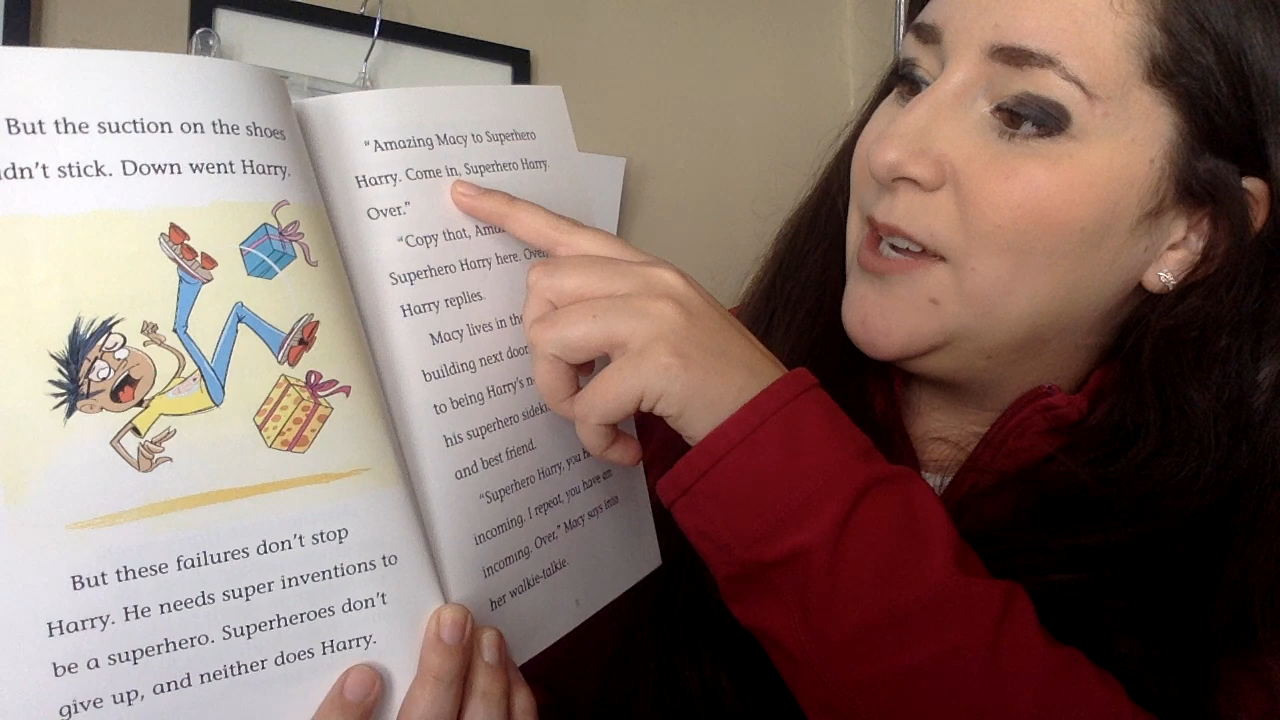 But the suction on the shoes
dn't stick. Down went Harry.
But these failures don't stop
Harry. He needs super inventions to
be a superhero. Superheroes don't
give up, and neither does Harry.
"Amazing Macy to Superhero
Harry. Come in, Superhero Harry.
Over."
"Copy that,
Superhero Harry here. Over,
Harry replies.
Macy lives in the
building next door
to being Harry's
his superhero
and best friend.
"Superhero Harry, you
incoming. I repeat, you have an
incoming. Over," Macy says into
her walkie-talkie.